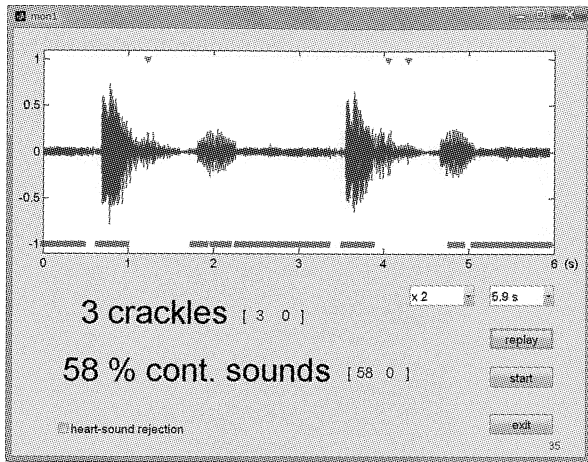 mon1
1
0.5
0
-0.5
-1
0 1 2 3 4 5 6 (s)
x 2 5.9 s
3 crackles [ 3 0 ]
replay
58 % cont. sounds [ 58 0 ]
start
heart-sound rejection
exit
35